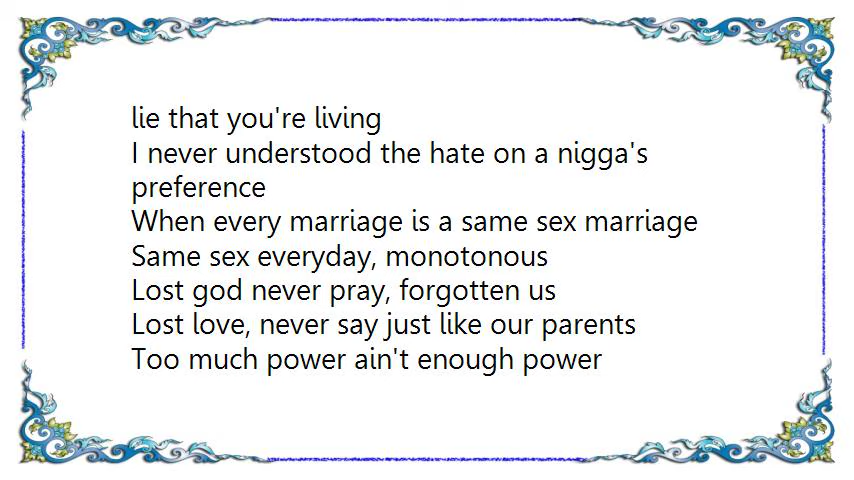 lie that you're living
I never understood the hate on a nigga's
preference
When every marriage is a same sex marriage
Same sex everyday, monotonous
Lost god never pray, forgotten us
Lost love, never say just like our parents
Too much power ain't enough power